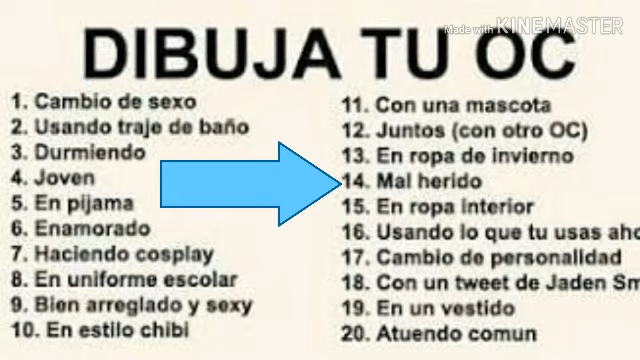 Made with KINEMASTER
DIBUJA TU OC
1. Cambio de sexo
2. Usando traje de baño
3. Durmiendo
4. Joven
5. En pijama
6. Enamorado
7. Haciendo cosplay
8. En uniforme escolar
9. Bien arreglado y sexy
10. En estilo chibi
11. Con una mascota
12. Juntos (con otro OC)
13. En ropa de invierno
14. Mal herido
15. En ropa interior
16. Usando lo que tu usas aho
17. Cambio de personalidad
18. Con un tweet de Jaden Sm
19. En un vestido
20. Atuendo comun